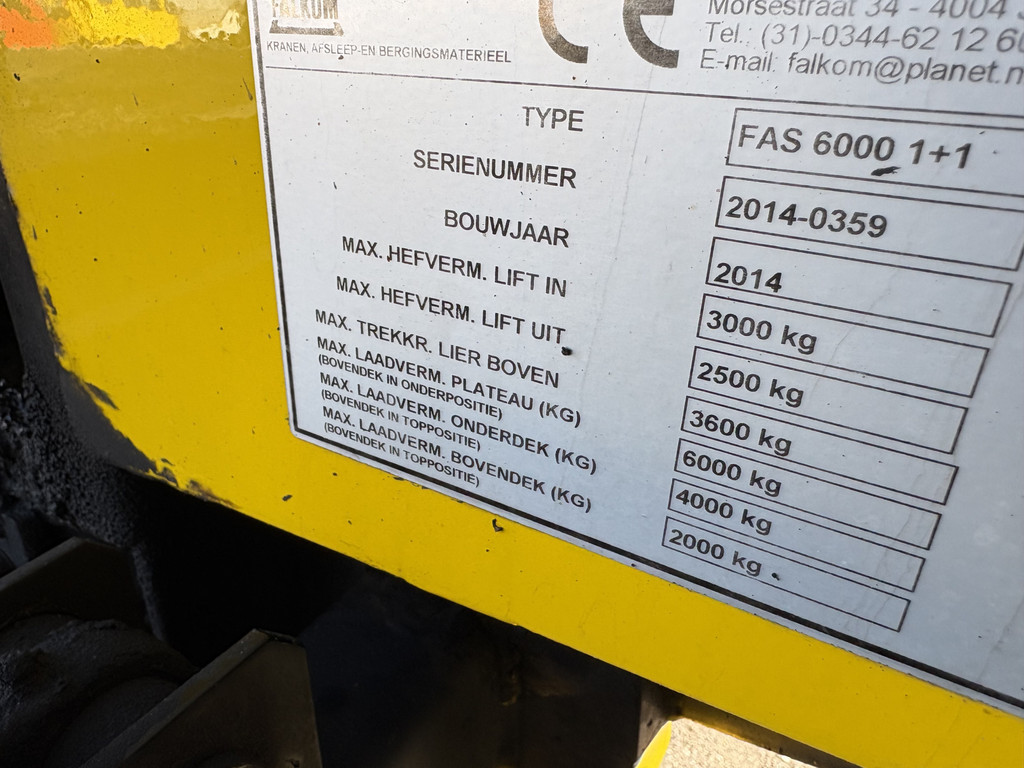 FALKOM
KRANEN, AFSLEEP-EN BERGINGSMATERIEEL
CE
Morsestraat 34 - 4004
Tel.: (31)-0344-62 12
E-mail: falkom@planet.n
TYPE FAS 6000 1+1
SERIENUMMER 2014-0359
BOUWJAAR 2014
MAX. HEFVERM. LIFT IN 3000 kg
MAX. HEFVERM. LIFT UIT 2500 kg
MAX. TREKKR. LIER BOVEN 3600 kg
MAX. LAADVERM. PLATEAU (KG) 6000 kg
(BOVENDEK IN ONDERPOSITIE)
MAX. LAADVERM. ONDERDEK (KG) 4000 kg
(BOVENDEK IN TOPPOSITIE)
MAX. LAADVERM. BOVENDEK (KG) 2000 kg
(BOVENDEK IN TOPPOSITIE)